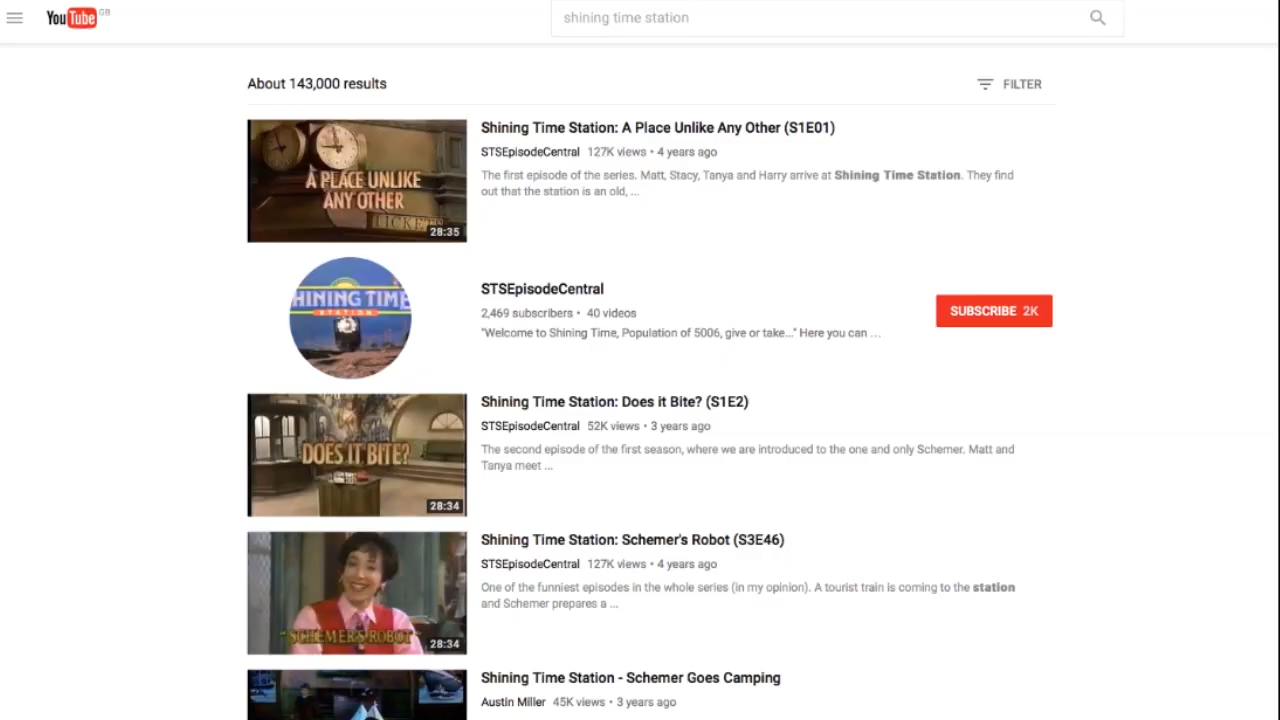 YouTube GB
shining time station
About 143,000 results
FILTER
A PLACE UNLIKE
ANY OTHER
TICKETS
28:35
Shining Time Station: A Place Unlike Any Other (S1E01)
STSEpisodeCentral 127K views • 4 years ago
The first episode of the series. Matt, Stacy, Tanya and Harry arrive at Shining Time Station. They find
out that the station is an old, ...
HINING TIME
STATION
STSEpisodeCentral
2,469 subscribers • 40 videos
"Welcome to Shining Time, Population of 5006, give or take..." Here you can ...
SUBSCRIBE 2K
DOES IT BITE?
28:34
Shining Time Station: Does it Bite? (S1E2)
STSEpisodeCentral 52K views • 3 years ago
The second episode of the first season, where we are introduced to the one and only Schemer. Matt and
Tanya meet ...
"SCHEMER'S ROBOT"
28:34
Shining Time Station: Schemer's Robot (S3E46)
STSEpisodeCentral 127K views • 4 years ago
One of the funniest episodes in the whole series (in my opinion). A tourist train is coming to the station
and Schemer prepares a ...
Shining Time Station - Schemer Goes Camping
Austin Miller 45K views • 3 years ago